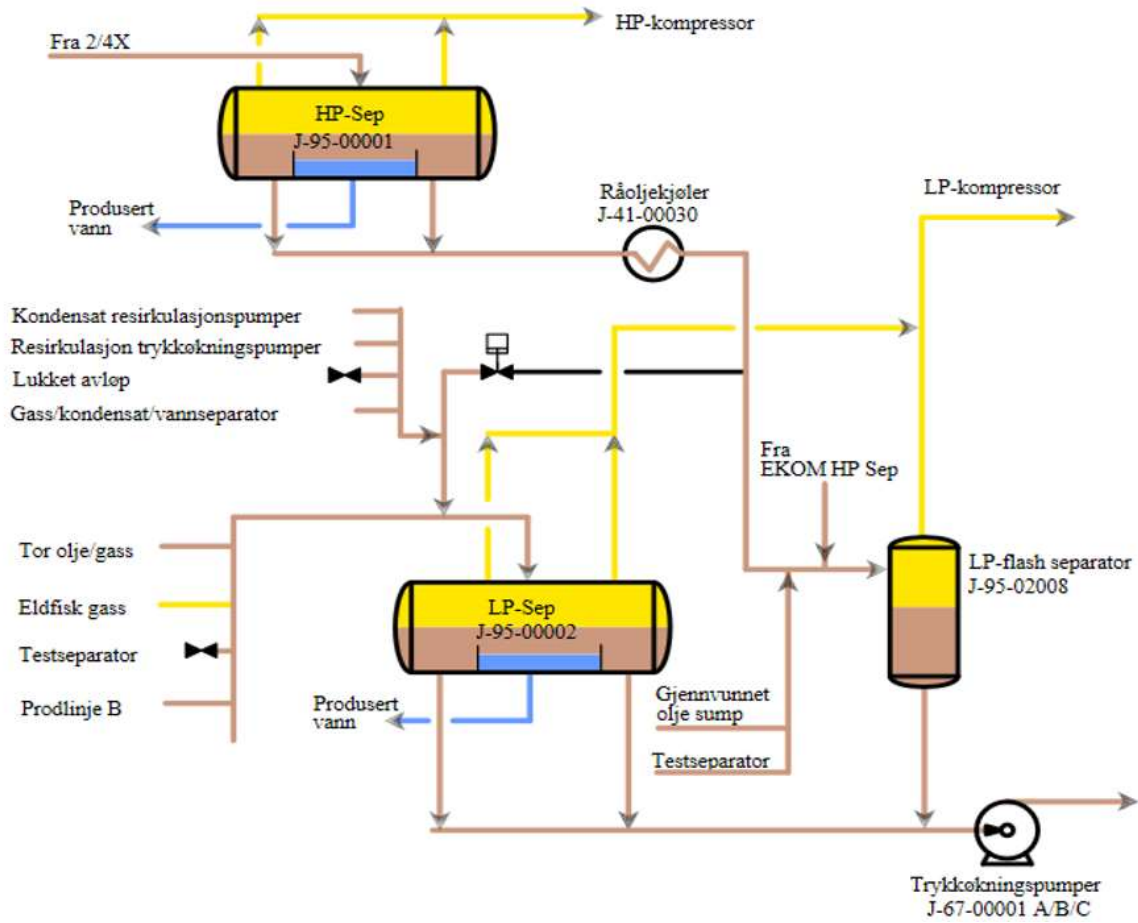 HP-kompressor
Fra 2/4X
HP-Sep
J-95-00001
Råoljekjøler
J-41-00030
LP-kompressor
Produsert
vann
Kondensat resirkulasjonspumper
Resirkulasjon trykkøkningspumper
Lukket avløp
Gass/kondensat/vannseparator
Fra
EKOM HP Sep
Tor olje/gass
Eldfisk gass
Testseparator
Prodlinje B
LP-Sep
J-95-00002
LP-flash separator
J-95-02008
Produsert
vann
Gjennvunnet
olje sump
Testseparator
Trykkøkningspumper
J-67-00001 A/B/C